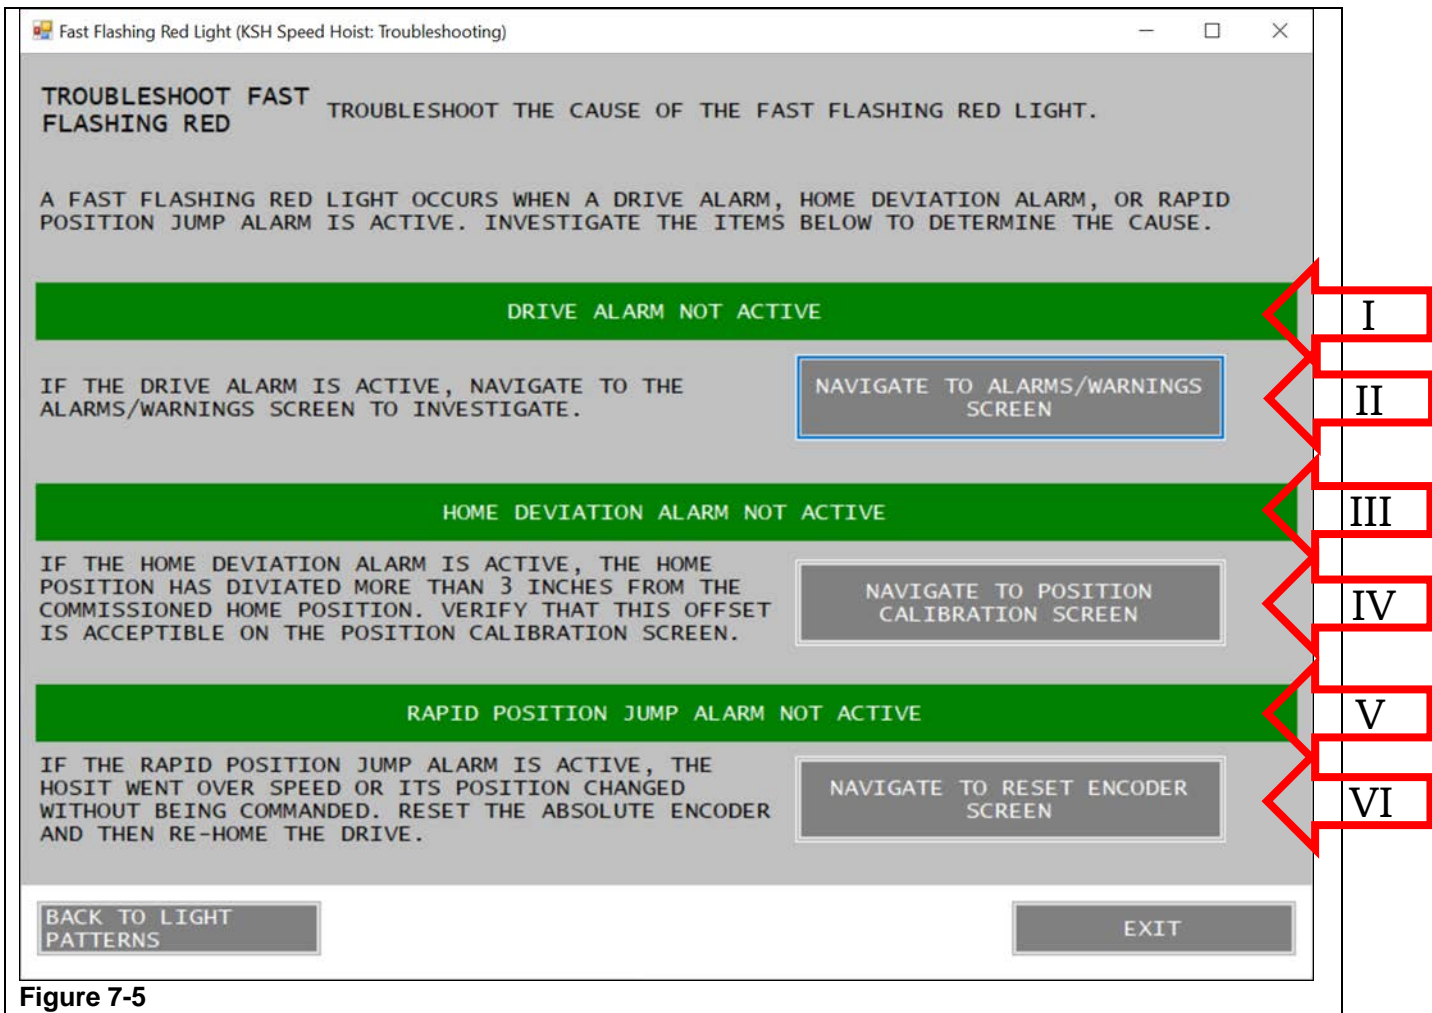 Fast Flashing Red Light (KSH Speed Hoist: Troubleshooting)
TROUBLESHOOT FAST
FLASHING RED
TROUBLESHOOT THE CAUSE OF THE FAST FLASHING RED LIGHT.
A FAST FLASHING RED LIGHT OCCURS WHEN A DRIVE ALARM, HOME DEVIATION ALARM, OR RAPID
POSITION JUMP ALARM IS ACTIVE. INVESTIGATE THE ITEMS BELOW TO DETERMINE THE CAUSE.
DRIVE ALARM NOT ACTIVE
I
IF THE DRIVE ALARM IS ACTIVE, NAVIGATE TO THE
ALARMS/WARNINGS SCREEN TO INVESTIGATE.
NAVIGATE TO ALARMS/WARNINGS
SCREEN
II
HOME DEVIATION ALARM NOT ACTIVE
III
IF THE HOME DEVIATION ALARM IS ACTIVE, THE HOME
POSITION HAS DIVIATED MORE THAN 3 INCHES FROM THE
COMMISSIONED HOME POSITION. VERIFY THAT THIS OFFSET
IS ACCEPTIBLE ON THE POSITION CALIBRATION SCREEN.
NAVIGATE TO POSITION
CALIBRATION SCREEN
IV
RAPID POSITION JUMP ALARM NOT ACTIVE
V
IF THE RAPID POSITION JUMP ALARM IS ACTIVE, THE
HOSIT WENT OVER SPEED OR ITS POSITION CHANGED
WITHOUT BEING COMMANDED. RESET THE ABSOLUTE ENCODER
AND THEN RE-HOME THE DRIVE.
NAVIGATE TO RESET ENCODER
SCREEN
VI
BACK TO LIGHT
PATTERNS
EXIT
Figure 7-5